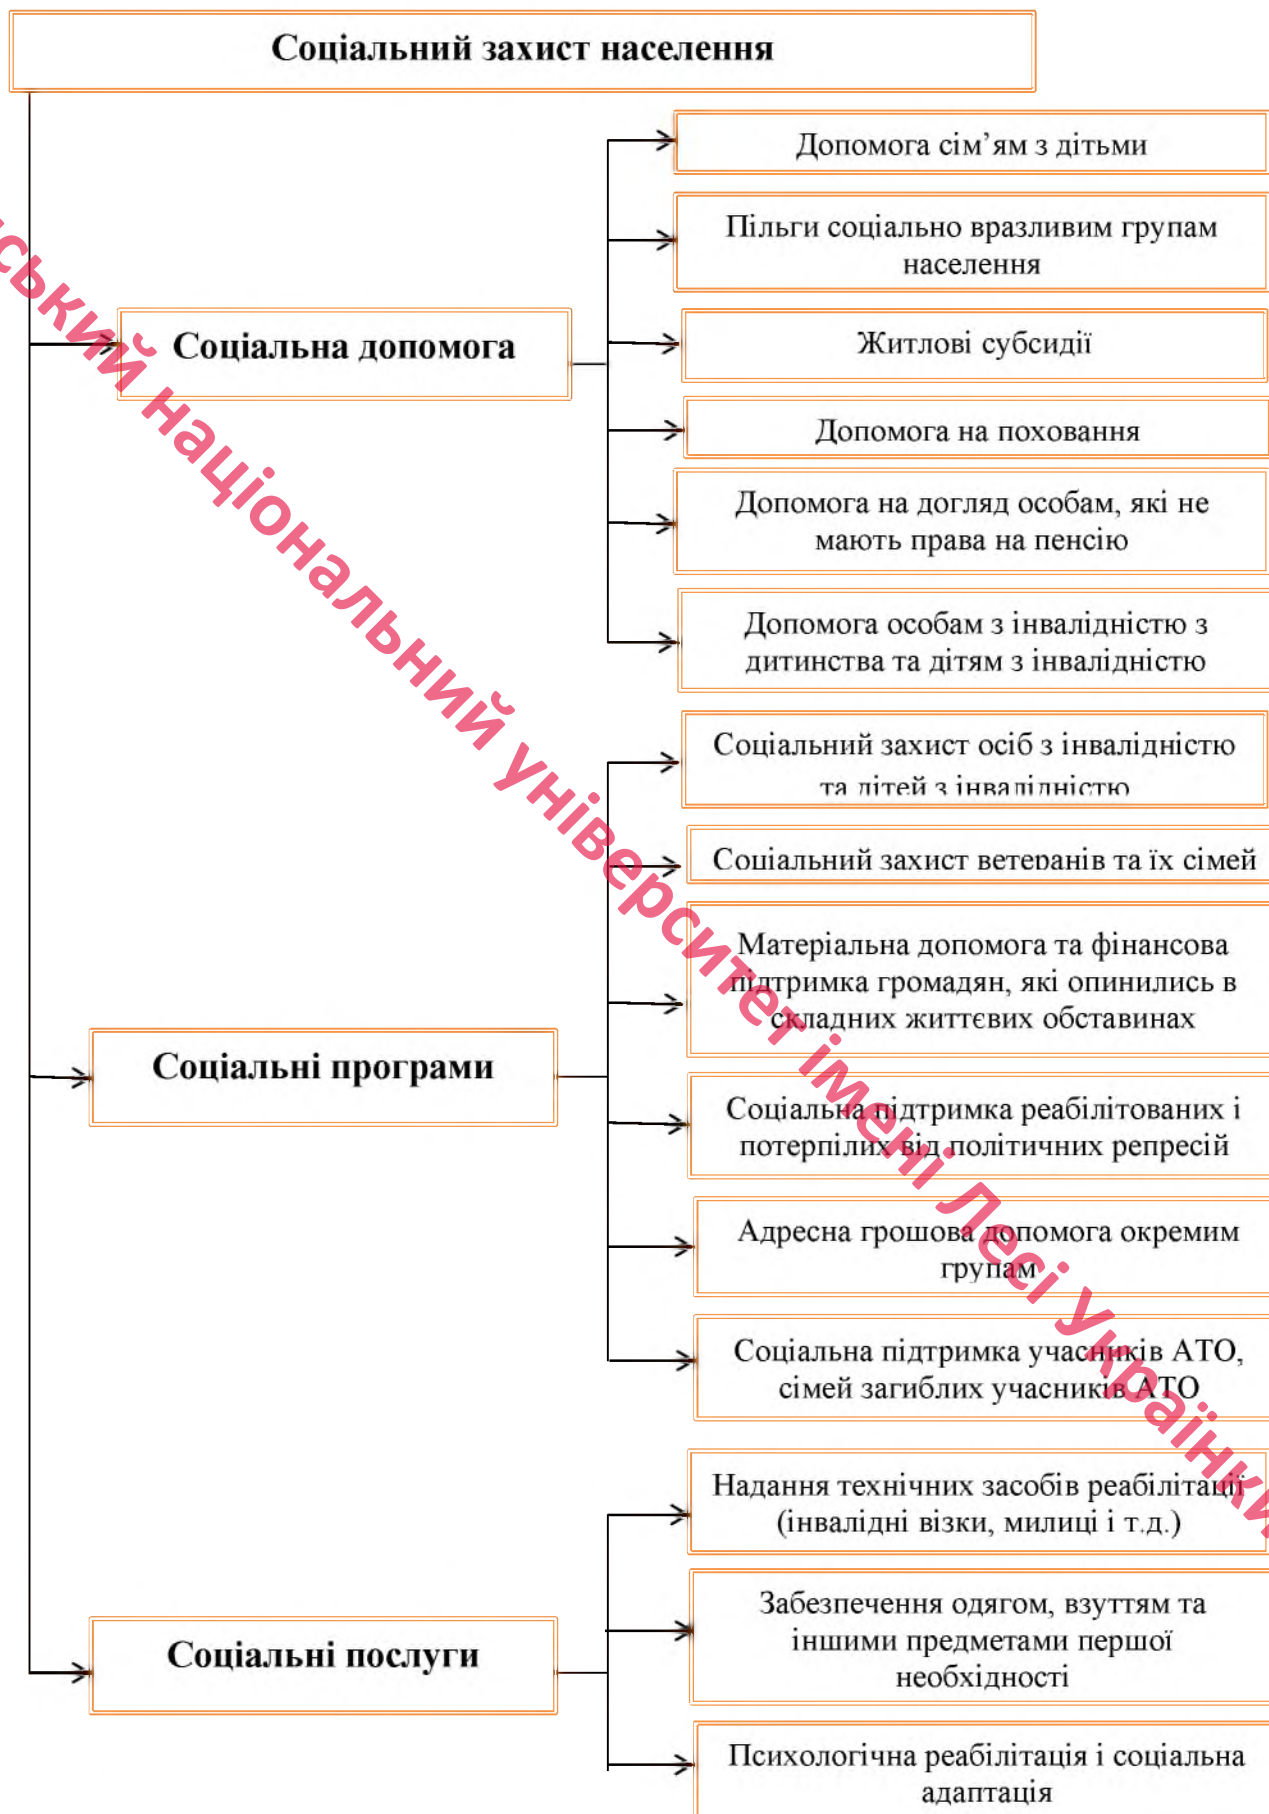 Соціальний захист населення
Допомога сім’ям з дітьми
Пільги соціально вразливим групам
населення
Соціальна допомога
Житлові субсидії
Допомога на поховання
Допомога на догляд особам, які не
мають права на пенсію
Допомога особам з інвалідністю з
дитинства та дітям з інвалідністю
Соціальний захист осіб з інвалідністю
та дітей з інвалідністю
Соціальний захист ветеранів та їх сімей
Матеріальна допомога та фінансова
підтримка громадян, які опинились в
складних життєвих обставинах
Соціальні програми
Соціальна підтримка реабілітованих і
потерпілих від політичних репресій
Адресна грошова допомога окремим
групам
Соціальна підтримка учасників АТО,
сімей загиблих учасників АТО
Надання технічних засобів реабілітації
(інвалідні візки, милиці і т.д.)
Забезпечення одягом, взуттям та
іншими предметами першої
необхідності
Соціальні послуги
Психологічна реабілітація і соціальна
адаптація
національний університет імені Лесі Українки